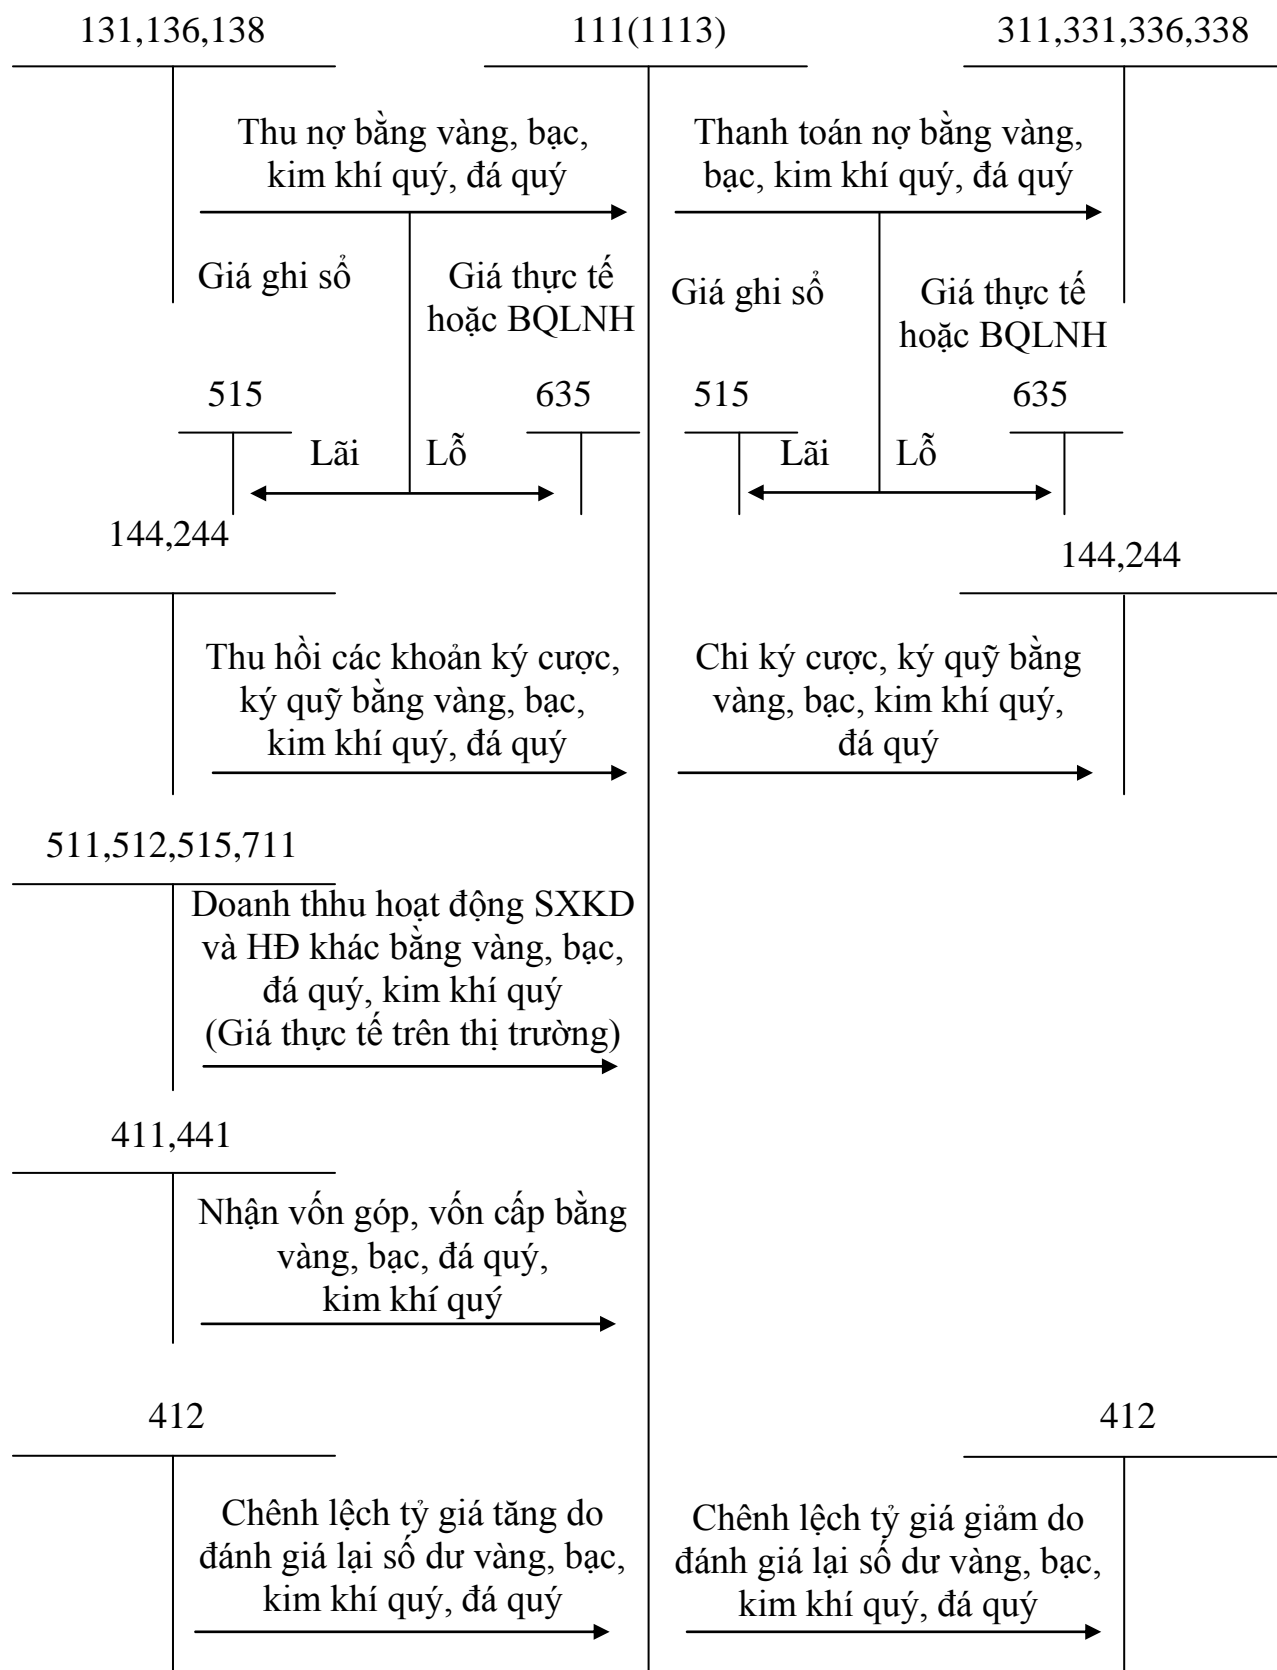 131,136,138
111(1113)
311,331,336,338
Thu nợ bằng vàng, bạc,
kim khí quý, đá quý
Thanh toán nợ bằng vàng,
bạc, kim khí quý, đá quý
Giá ghi sổ
Giá thực tế
hoặc BQLNH
Giá ghi sổ
Giá thực tế
hoặc BQLNH
515
635
515
635
Lãi
Lỗ
Lãi
Lỗ
144,244
144,244
Thu hồi các khoản ký cược,
ký quỹ bằng vàng, bạc,
kim khí quý, đá quý
Chi ký cược, ký quỹ bằng
vàng, bạc, kim khí quý,
đá quý
511,512,515,711
Doanh thhu hoạt động SXKD
và HĐ khác bằng vàng, bạc,
đá quý, kim khí quý
(Giá thực tế trên thị trường)
411,441
Nhận vốn góp, vốn cấp bằng
vàng, bạc, đá quý,
kim khí quý
412
412
Chênh lệch tỷ giá tăng do
đánh giá lại số dư vàng, bạc,
kim khí quý, đá quý
Chênh lệch tỷ giá giảm do
đánh giá lại số dư vàng, bạc,
kim khí quý, đá quý